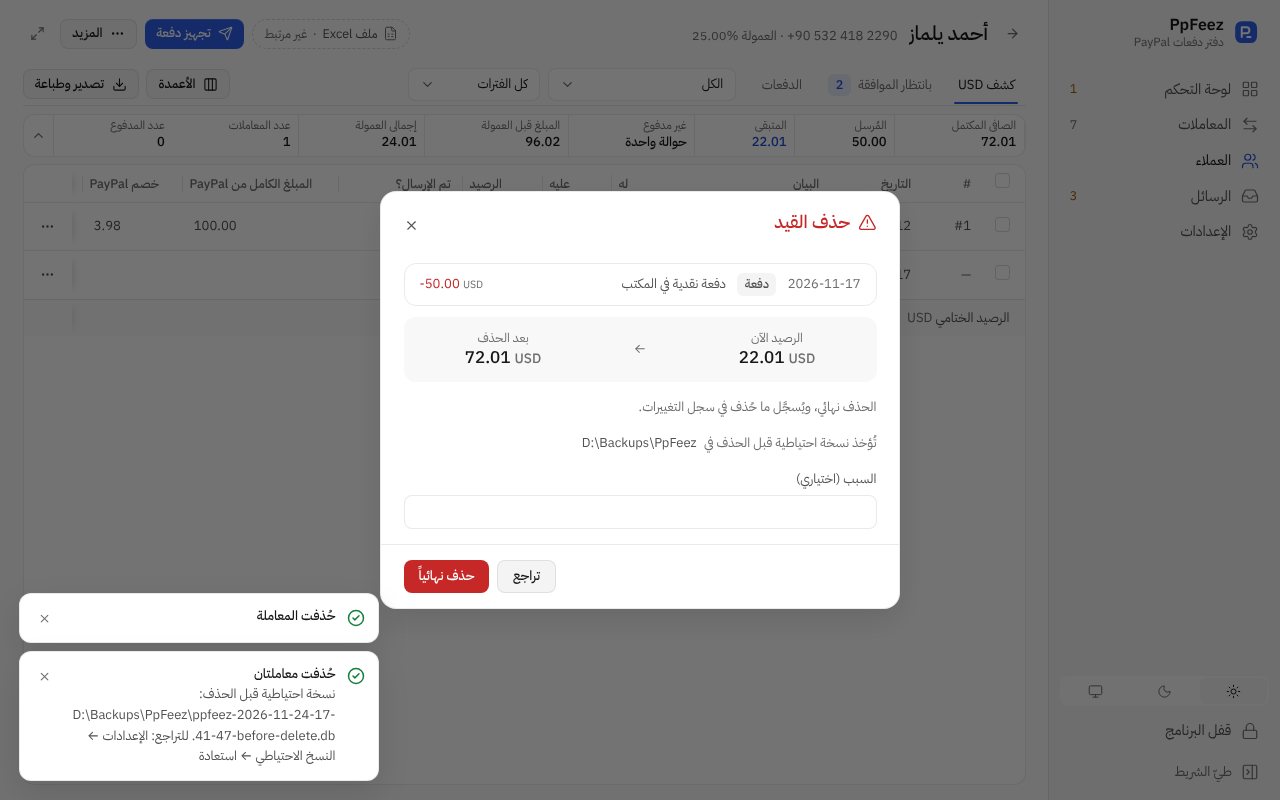 PpFeez
دفتر دفعات PayPal
لوحة التحكم 1
المعاملات 7
العملاء
الرسائل 3
الإعدادات
قفل البرنامج
طيّ الشريط
أحمد يلماز
+90 532 418 2290 · العمولة %25.00
ملف Excel · غير مرتبط
تجهيز دفعة
المزيد
كشف USD
بانتظار الموافقة 2
الدفعات
الكل
كل الفترات
الأعمدة
تصدير وطباعة
الصافي المكتمل
72.01
المُرسل
50.00
المتبقي
22.01
غير مدفوع
حوالة واحدة
المبلغ قبل العمولة
96.02
إجمالي العمولة
24.01
عدد المعاملات
1
عدد المدفوع
0
# التاريخ البيان له عليه الرصيد تم الإرسال؟ المبلغ الكامل من PayPal خصم PayPal
#1 12 100.00 3.98
— 17
الرصيد الختامي USD
حذف القيد
2026-11-17 دفعة دفعة نقدية في المكتب -50.00 USD
الرصيد الآن
22.01 USD
←
بعد الحذف
72.01 USD
الحذف نهائي، ويُسجَّل ما حُذف في سجل التغييرات.
تُؤخذ نسخة احتياطية قبل الحذف في D:\Backups\PpFeez
السبب (اختياري)
تراجع
حذف نهائياً
حُذفت المعاملة
حُذفت معاملتان
نسخة احتياطية قبل الحذف:
D:\Backups\PpFeez\ppfeez-2026-11-24-17-
41-47-before-delete.db. للتراجع: الإعدادات ←
النسخ الاحتياطي ← استعادة